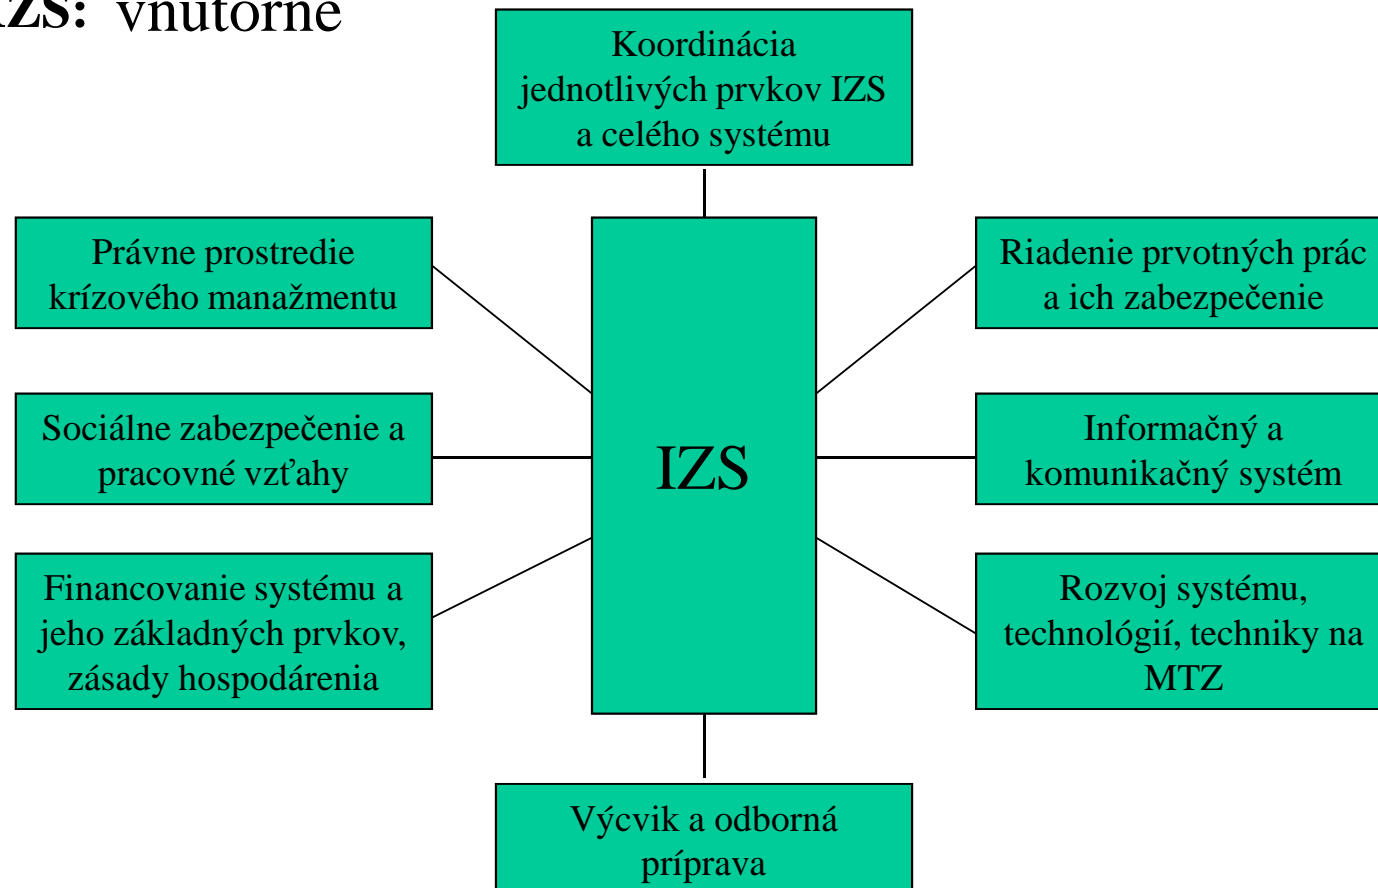 IZS: vnútorné
Koordinácia
jednotlivých prvkov IZS
a celého systému
Právne prostredie
krízového manažmentu
Riadenie prvotných prác
a ich zabezpečenie
Sociálne zabezpečenie a
pracovné vzťahy
IZS
Informačný a
komunikačný systém
Financovanie systému a
jeho základných prvkov,
zásady hospodárenia
Rozvoj systému,
technológií, techniky na
MTZ
Výcvik a odborná
príprava